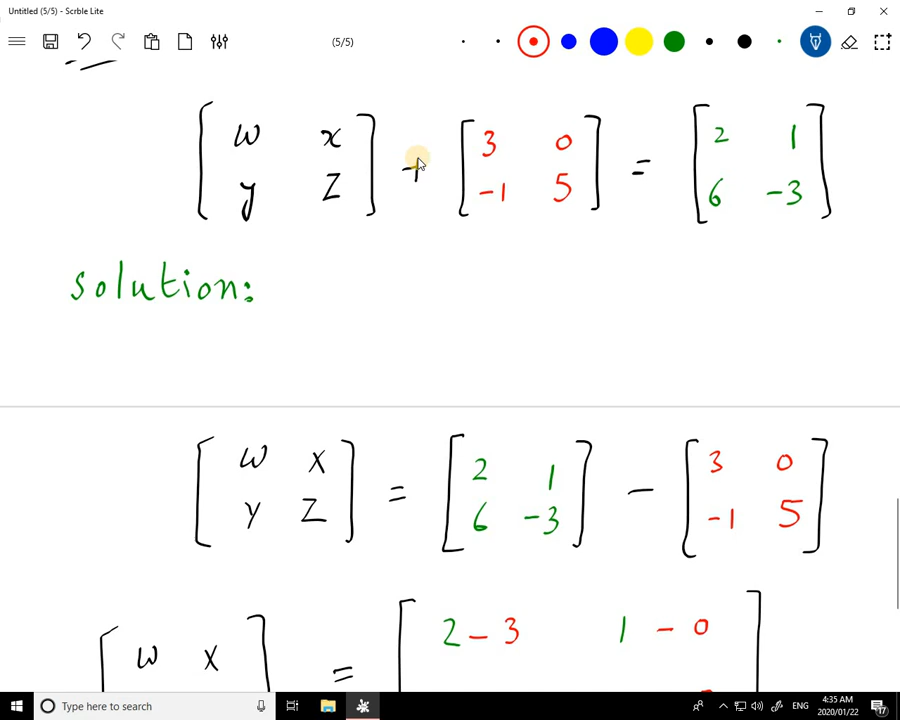 Untitled (5/5) - Scrble Lite
(5/5)
w x 3 0 2 1
y z + -1 5 = 6 -3
solution:
w x 2 1 3 0
y z = 6 -3 - -1 5
2 - 3 1 - 0
w x =
Type here to search
ENG
4:35 AM
2020/01/22
17